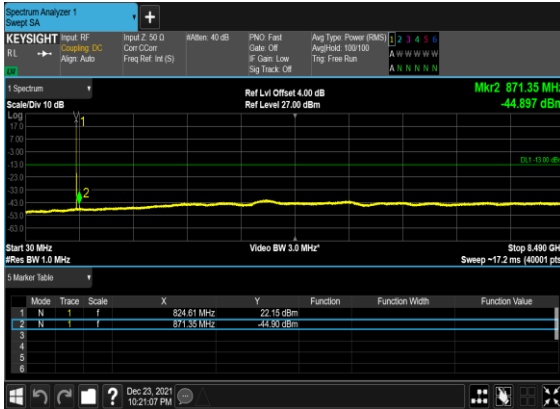 Spectrum Analyzer 1
Swept SA
+
KEYSIGHT
RL
Input: RF
Coupling: DC
Align: Auto
Input Z: 50 Ω
Corr CCorr
Freq Ref: Int (S)
#Atten: 40 dB
PNO: Fast
Gate: Off
IF Gain: Low
Sig Track: Off
Avg Type: Power (RMS)
Avg|Hold: 100/100
Trig: Free Run
1 2 3 4 5 6
A W W W W W
A N N N N N
1 Spectrum
Scale/Div 10 dB
Ref Lvl Offset 4.00 dB
Ref Level 27.00 dBm
Mkr2 871.35 MHz
-44.897 dBm
Log
17.0
7.00
-3.00
-13.0
-23.0
-33.0
-43.0
-53.0
-63.0
1
2
DL1 -13.00 dBm
Start 30 MHz
#Res BW 1.0 MHz
Video BW 3.0 MHz*
Stop 8.490 GH
Sweep ~17.2 ms (40001 pts
5 Marker Table
Mode Trace Scale X Y Function Function Width Function Value
1 N 1 f 824.61 MHz 22.15 dBm
2 N 1 f 871.35 MHz -44.90 dBm
3
4
5
6
?
Dec 23, 2021
10:21:07 PM